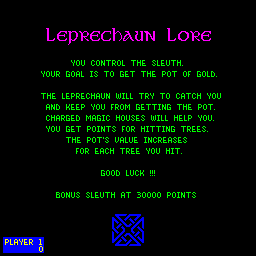 Leprechaun Lore
YOU CONTROL THE SLEUTH.
YOUR GOAL IS TO GET THE POT OF GOLD.
THE LEPRECHAUN WILL TRY TO CATCH YOU
AND KEEP YOU FROM GETTING THE POT.
CHARGED MAGIC HOUSES WILL HELP YOU.
YOU GET POINTS FOR HITTING TREES.
THE POT'S VALUE INCREASES
FOR EACH TREE YOU HIT.
GOOD LUCK !!!
BONUS SLEUTH AT 30000 POINTS
PLAYER 1
0